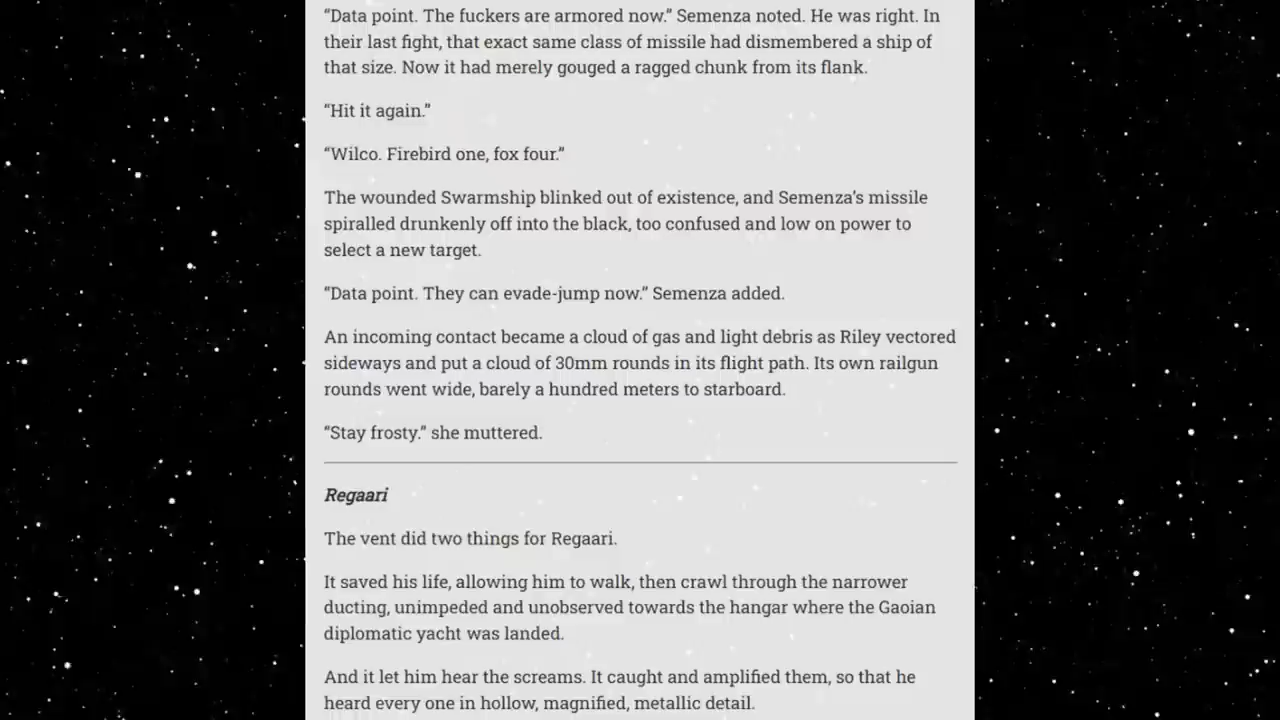 “Data point. The fuckers are armored now.” Semenza noted. He was right. In
their last fight, that exact same class of missile had dismembered a ship of
that size. Now it had merely gouged a ragged chunk from its flank.
“Hit it again.”
“Wilco. Firebird one, fox four.”
The wounded Swarmship blinked out of existence, and Semenza’s missile
spiralled drunkenly off into the black, too confused and low on power to
select a new target.
“Data point. They can evade-jump now.” Semenza added.
An incoming contact became a cloud of gas and light debris as Riley vectored
sideways and put a cloud of 30mm rounds in its flight path. Its own railgun
rounds went wide, barely a hundred meters to starboard.
“Stay frosty.” she muttered.
Regaari
The vent did two things for Regaari.
It saved his life, allowing him to walk, then crawl through the narrower
ducting, unimpeded and unobserved towards the hangar where the Gaoian
diplomatic yacht was landed.
And it let him hear the screams. It caught and amplified them, so that he
heard every one in hollow, magnified, metallic detail.